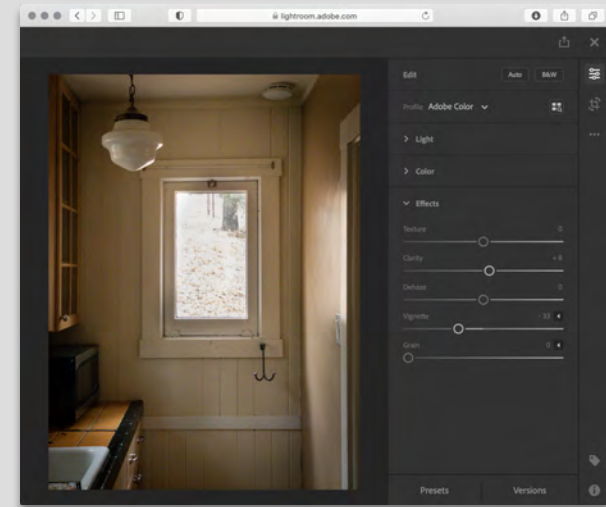 lightroom.adobe.com
Edit
Auto
B&W
Profile Adobe Color
Light
Color
Effects
Texture 0
Clarity + 8
Dehaze 0
Vignette - 33
Grain 0
Presets
Versions